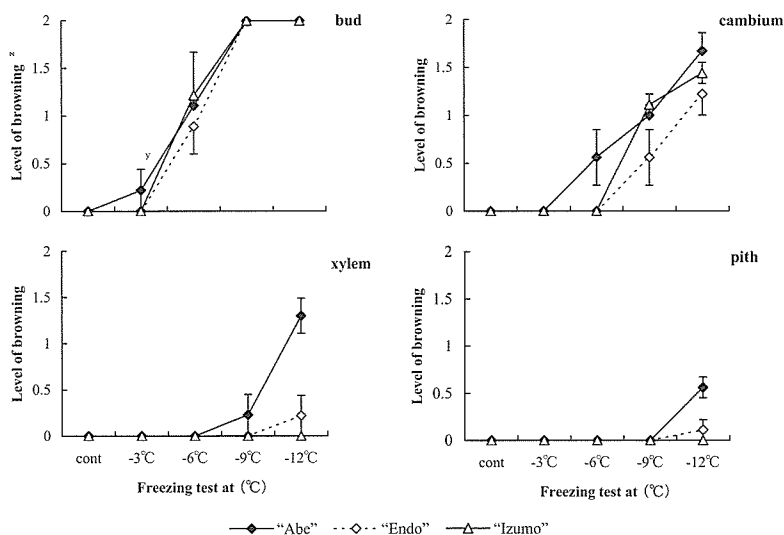 bud
2
1.5
1
0.5
0
Level of browning z
y
cambium
2
1.5
1
0.5
0
Level of browning
xylem
2
1.5
1
0.5
0
Level of browning
cont -3℃ -6℃ -9℃ -12℃
Freezing test at (℃)
pith
2
1.5
1
0.5
0
Level of browning
cont -3℃ -6℃ -9℃ -12℃
Freezing test at (℃)
“Abe” “Endo” “Izumo”